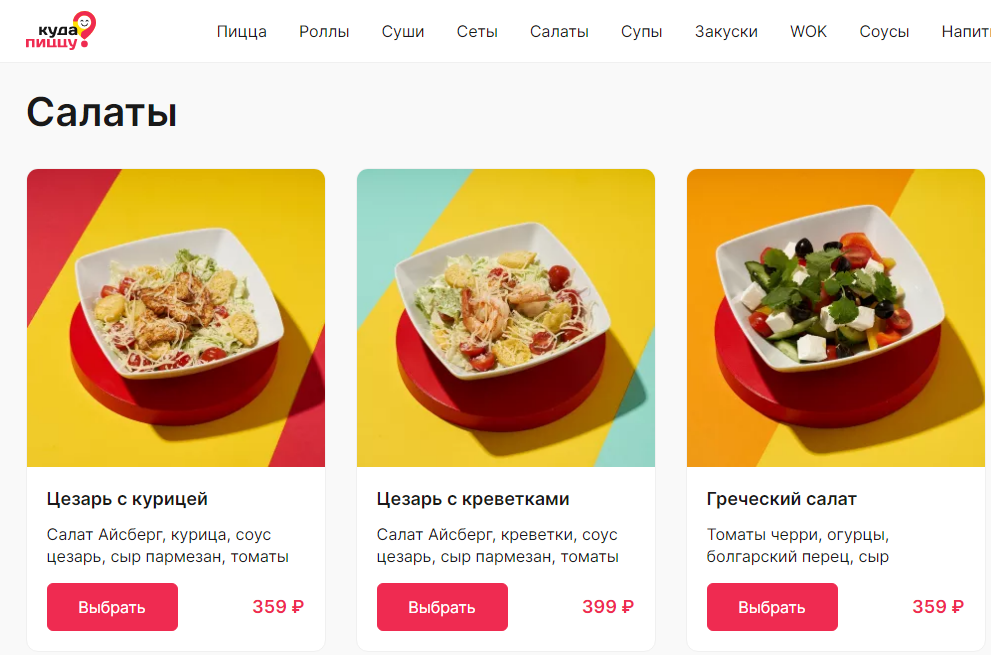 куда
пиццу
Пицца Роллы Суши Сеты Салаты Супы Закуски WOK Соусы Напит
Салаты
Цезарь с курицей
Салат Айсберг, курица, соус
цезарь, сыр пармезан, томаты
Выбрать 359 ₽
Цезарь с креветками
Салат Айсберг, креветки, соус
цезарь, сыр пармезан, томаты
Выбрать 399 ₽
Греческий салат
Томаты черри, огурцы,
болгарский перец, сыр
Выбрать 359 ₽